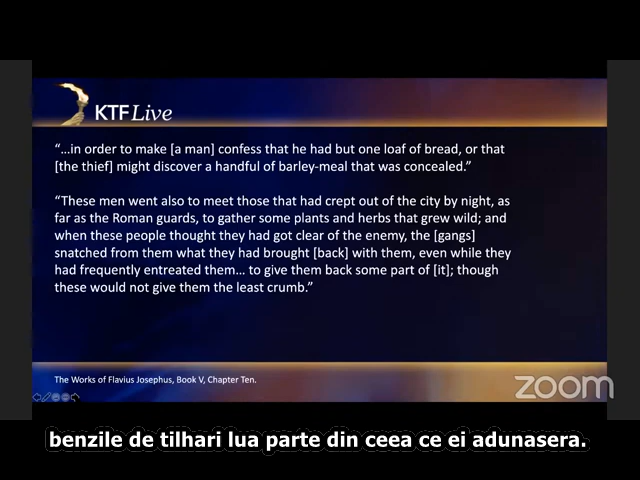 KTF Live
“...in order to make [a man] confess that he had but one loaf of bread, or that
[the thief] might discover a handful of barley-meal that was concealed.”
“These men went also to meet those that had crept out of the city by night, as
far as the Roman guards, to gather some plants and herbs that grew wild; and
when these people thought they had got clear of the enemy, the [gangs]
snatched from them what they had brought [back] with them, even while they
had frequently entreated them... to give them back some part of [it]; though
these would not give them the least crumb.”
The Works of Flavius Josephus, Book V, Chapter Ten.
zoom
benzile de tilhari lua parte din ceea ce ei adunasera.